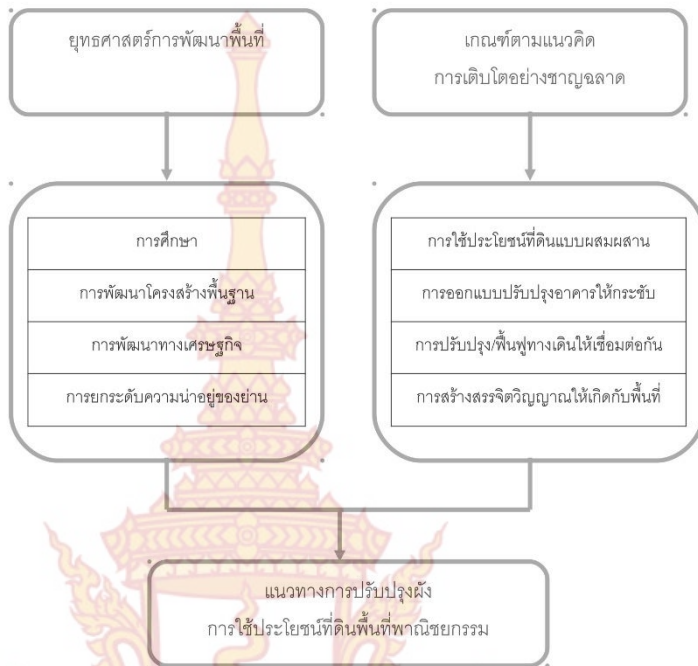 ยุทธศาสตร์การพัฒนาพื้นที่
เกณฑ์ตามแนวคิด
การเติบโตอย่างชาญฉลาด
การศึกษา
การพัฒนาโครงสร้างพื้นฐาน
การพัฒนาทางเศรษฐกิจ
การยกระดับความน่าอยู่ของย่าน
การใช้ประโยชน์ที่ดินแบบผสมผสาน
การออกแบบปรับปรุงอาคารให้กระชับ
การปรับปรุง/ฟื้นฟูทางเดินให้เชื่อมต่อกัน
การสร้างสรรจิตวิญญาณให้เกิดกับพื้นที่
แนวทางการปรับปรุงผัง
การใช้ประโยชน์ที่ดินพื้นที่พาณิชยกรรม